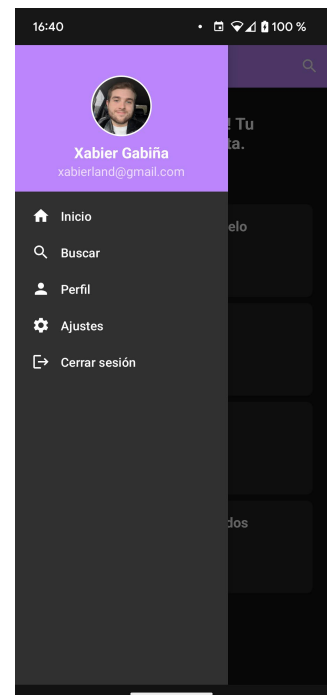 16:40
100 %
! Tu
ta.
Xabier Gabiña
xabierland@gmail.com
Inicio
elo
Buscar
Perfil
Ajustes
Cerrar sesión
dos